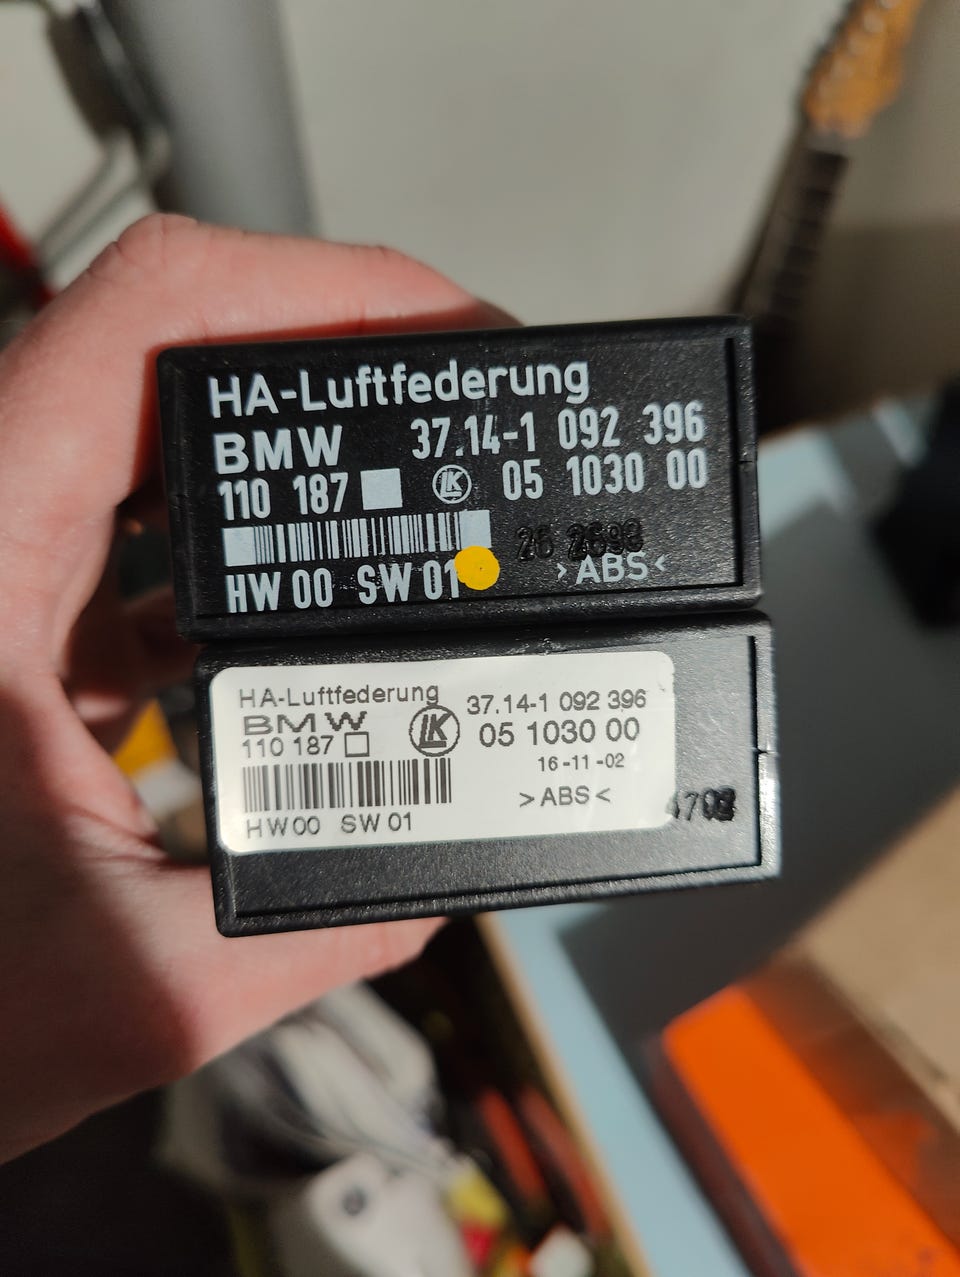 HA-Luftfederung
BMW 37.14-1 092 396
110 187 LK 05 1030 00
26 2698
HW 00 SW 01 >ABS<
HA-Luftfederung 37.14-1 092 396
BMW LK 05 1030 00
110 187
16-11-02
>ABS<
HW00 SW 01